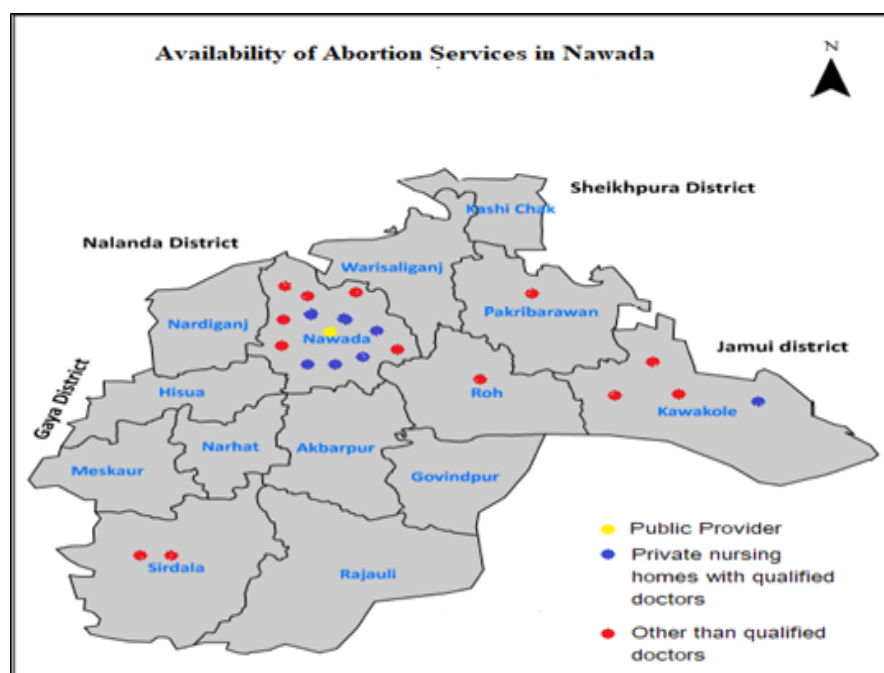 Availability of Abortion Services in Nawada
N
Sheikhpura District
Kashi Chak
Nalanda District
Warisaliganj
Pakribarawan
Nardiganj
Nawada
Jamui district
Gaya District
Hisua
Roh
Kawakole
Narhat
Akbarpur
Meskaur
Govindpur
Public Provider
Private nursing
homes with qualified
doctors
Sirdala
Rajauli
Other than qualified
doctors